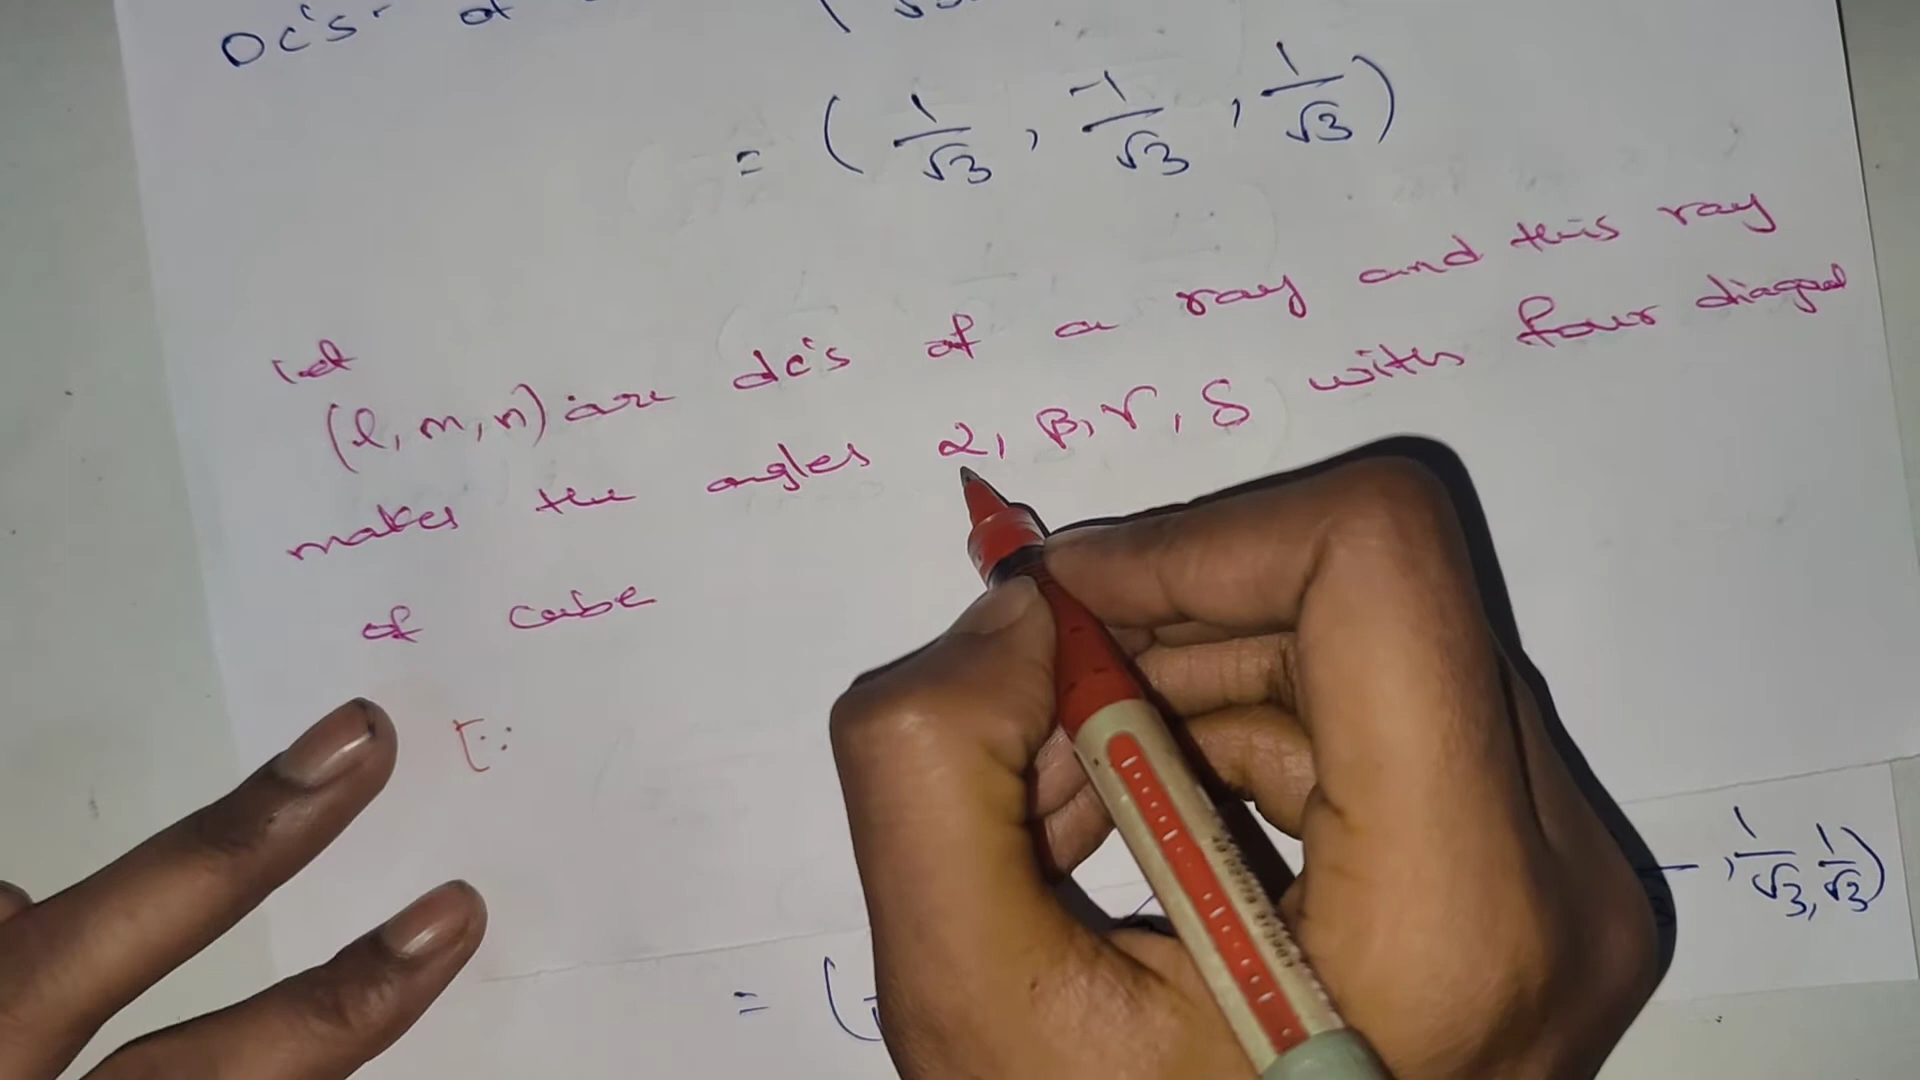 DC's of
= (1/√3, -1/√3, 1/√3)
Let
(l, m, n) are dc's of a ray and this ray
makes the angles α, β, γ, δ with four diagonal
of cube
[∵
, 1/√3, 1/√3)
= (